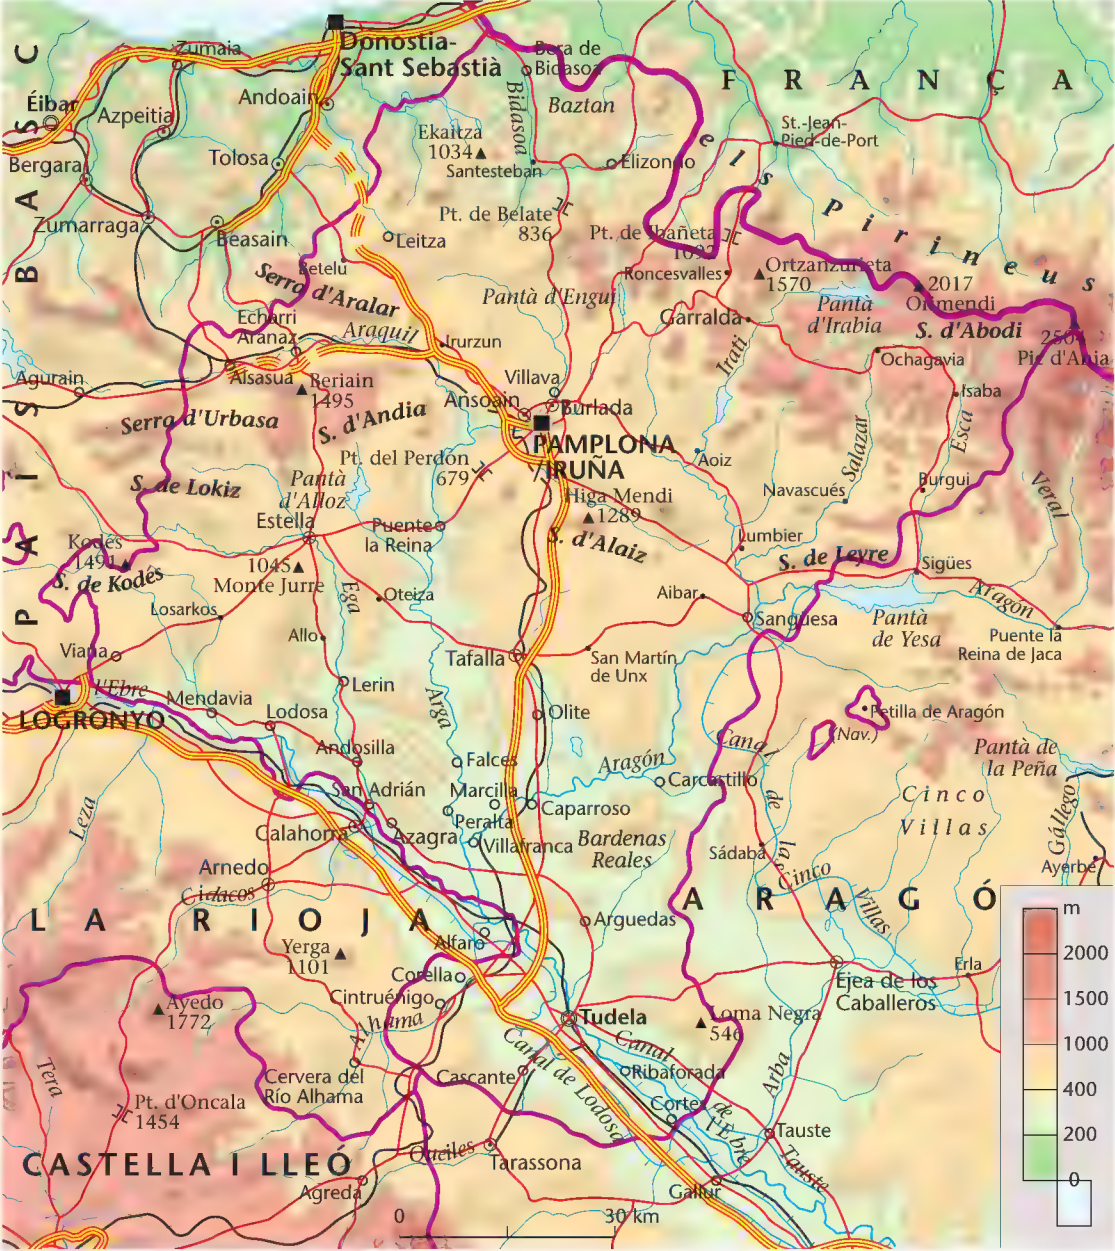 Donostia-
Sant Sebastià
Zumaia
Éibar
Azpeitia
Andoain
Bergara
Tolosa
Zumarraga
Beasain
Bera de
Bidasoa
Bidasoa
Baztan
Ekaitza
1034
Santesteban
Elizondo
F R A N Ç A
St.-Jean-
Pied-de-Port
els Pirineus
Pt. de Belate
836
Pt. de Ibañeta
Leitza
Betelu
Serra d'Aralar
Pantà d'Engui
Roncesvalles
Ortzanzurieta
1570
2017
Orimendi
Pantà
d'Irabia
S. d'Abodi
Pic d'Ania
Garralda
Ochagavia
Isaba
Irati
Echarri
Aranaz
Araquil
Irurzun
Agurain
Alsasua
Beriain
1495
Villava
Ansoain
Burlada
Serra d'Urbasa
S. d'Andia
PAMPLONA
/IRUÑA
Pt. del Perdón
679
Aoiz
Salazar
Esca
Burgui
Veral
Navascués
S. de Lokiz
Pantà
d'Alloz
Estella
Puente
la Reina
Higa Mendi
1289
S. d'Alaiz
Lumbier
S. de Leyre
Sigües
Kodés
1491
S. de Kodés
1045
Monte Jurre
Ega
Oteiza
Losarkos
Aibar
Sangüesa
Pantà
de Yesa
Aragón
Puente la
Reina de Jaca
Allo
Viana
Tafalla
San Martín
de Unx
PAÍS BASC
l'Ebre
LOGRONYO
Mendavia
Lerin
Lodosa
Arga
Olite
Petilla de Aragón
(Nav.)
Canal
de
las
Cinco
Villas
Andosilla
Falces
Aragón
Carcastillo
Pantà de
la Peña
San Adrián
Marcilla
Caparroso
Peralta
Cinco
Villas
Leza
Calahorra
Azagra
Villafranca
Bardenas
Reales
Sádaba
Gállego
Ayerbe
Arnedo
Cidacos
L A R I O J A
A R A G Ó
Arguedas
Alfaro
Yerga
1101
Corella
Cintruénigo
Alhama
Ejea de los
Caballeros
Erla
Ayedo
1772
Tudela
Loma Negra
546
Canal
de
l'Ebre
Tauste
Ribaforada
Cortes
Arba
Tera
Cervera del
Río Alhama
Cascante
Canal de Lodosa
Pt. d'Oncala
1454
Tauste
CASTELLA I LLEÓ
Queiles
Tarassona
Agreda
Gallur
m
2000
1500
1000
400
200
0
0 30 km